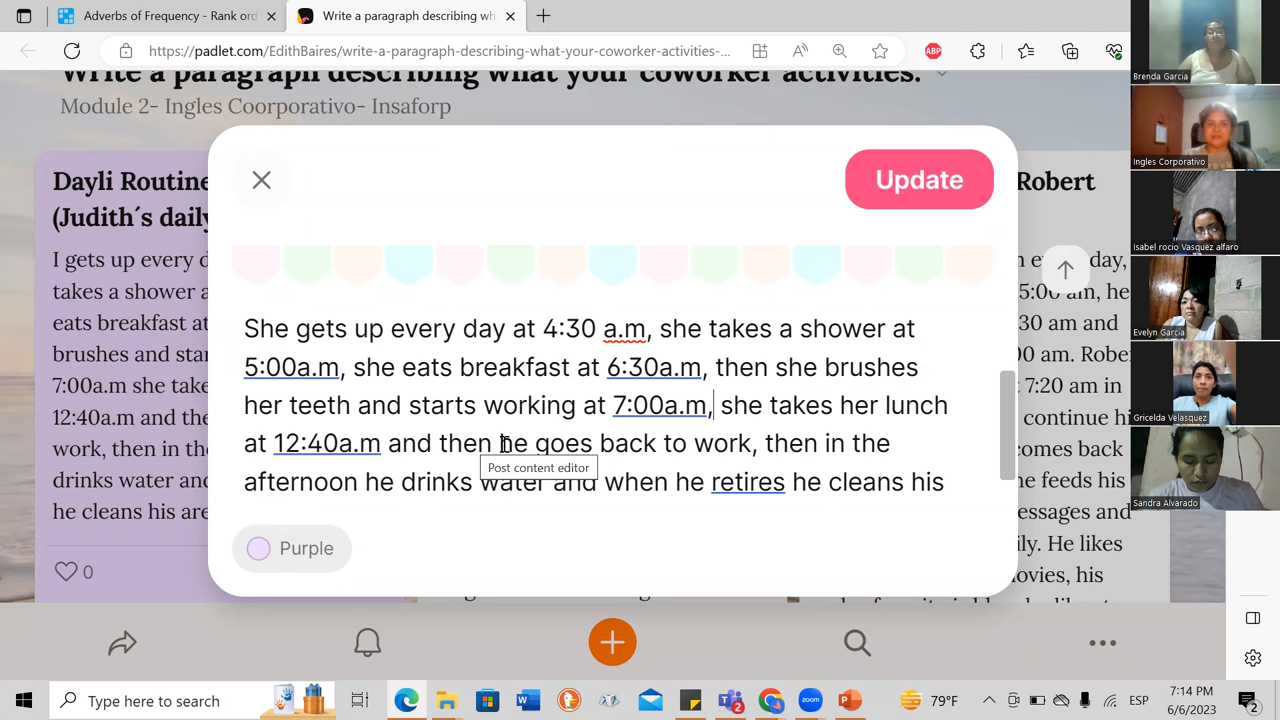 Adverbs of Frequency - Rank ord
Write a paragraph describing wh
https://padlet.com/EdithBaires/write-a-paragraph-describing-what-your-coworker-activities-...
ABP
Write a paragraph describing what your coworker activities.
Module 2- Ingles Coorporativo- Insaforp
Dayli Routine
(Judith´s daily
I gets up every d
takes a shower a
eats breakfast at
brushes and star
7:00a.m she take
12:40a.m and the
work, then in th
drinks water and
he cleans his are
0
Update
She gets up every day at 4:30 a.m, she takes a shower at
5:00a.m, she eats breakfast at 6:30a.m, then she brushes
her teeth and starts working at 7:00a.m, she takes her lunch
at 12:40a.m and then he goes back to work, then in the
afternoon he drinks water and when he retires he cleans his
Post content editor
Purple
Robert
day,
5:00 am, he
30 am and
00 am. Rober
t 7:20 am in
continue hi
omes back
he feeds his
essages and
ily. He likes
ovies, his
Brenda Garcia
Ingles Corporativo
Isabel rocio Vasquez alfaro
Evelyn Garcia
Gricelda Velásquez
Sandra Alvarado
Type here to search
79°F
ESP
7:14 PM
6/6/2023
2
2